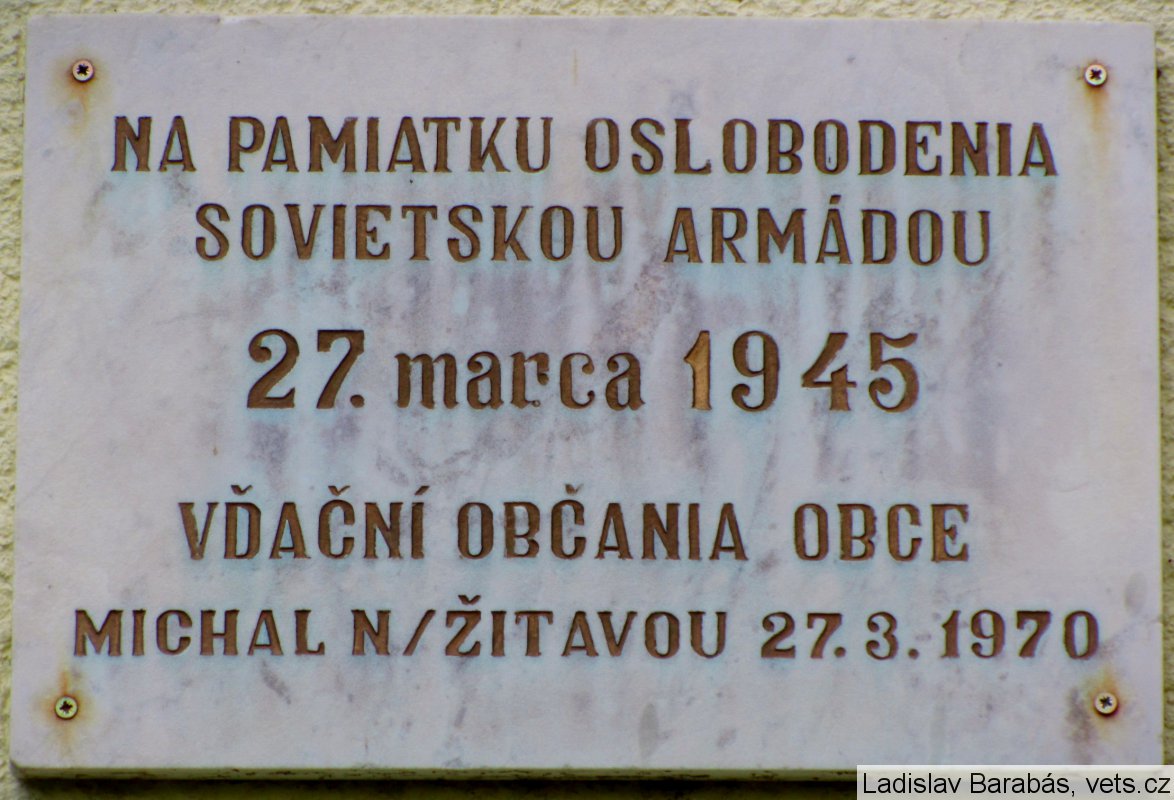 NA PAMIATKU OSLOBODENIA
SOVIETSKOU ARMÁDOU
27. marca 1945
VĎAČNÍ OBČANIA OBCE
MICHAL N/ŽITAVOU 27.3.1970
Ladislav Barabás, vets.cz